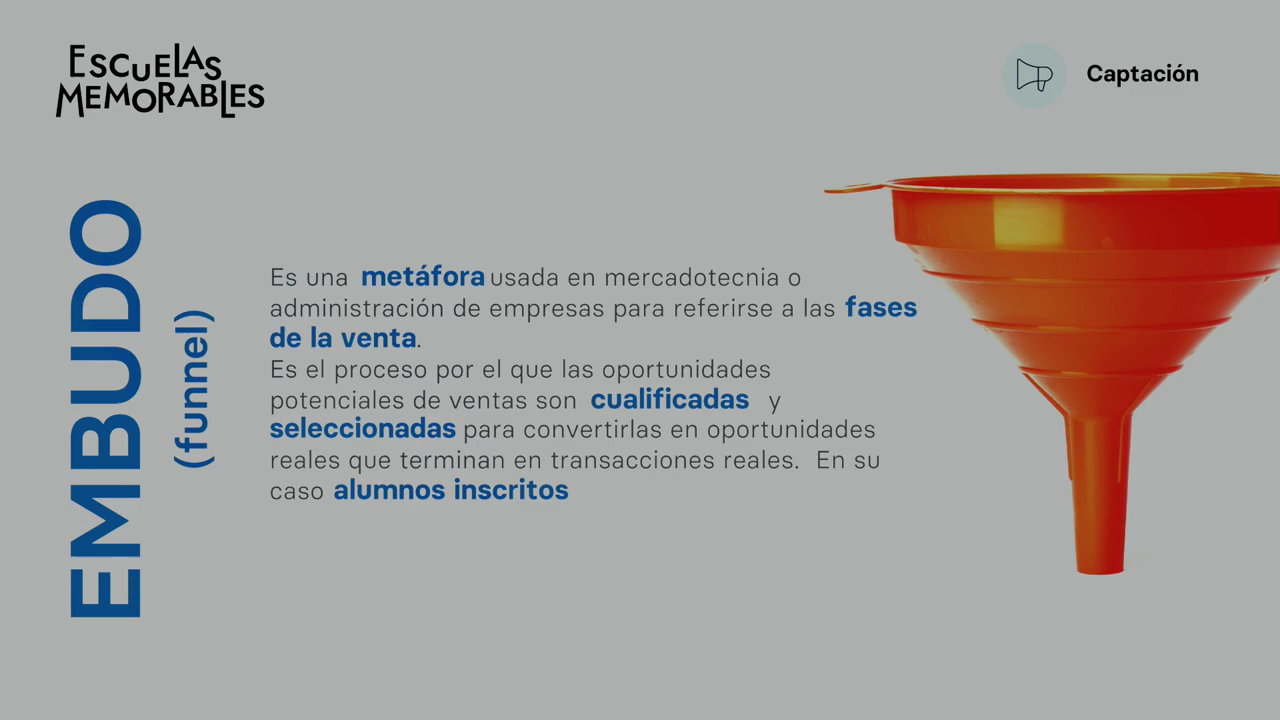 ESCUELAS
MEMORABLES
Captación
EMBUDO
(funnel)
Es una metáfora usada en mercadotecnia o
administración de empresas para referirse a las fases
de la venta.
Es el proceso por el que las oportunidades
potenciales de ventas son cualificadas y
seleccionadas para convertirlas en oportunidades
reales que terminan en transacciones reales. En su
caso alumnos inscritos